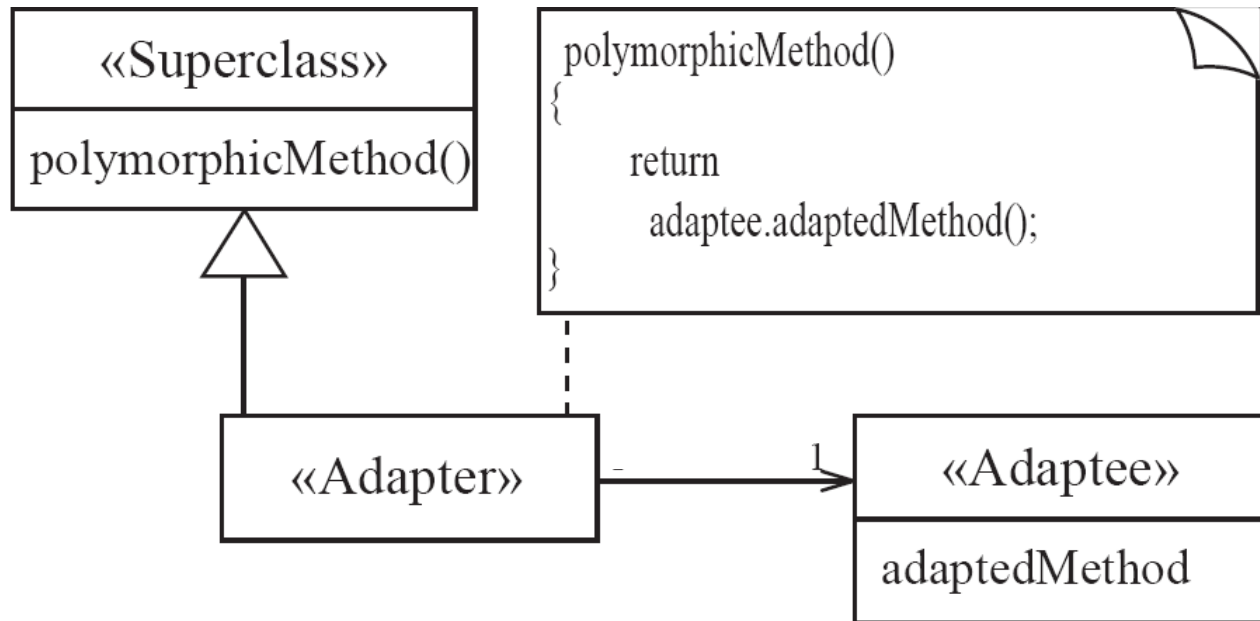 «Superclass»
polymorphicMethod()
polymorphicMethod()
{
return
adaptee.adaptedMethod();
}
«Adapter»
- 1
«Adaptee»
adaptedMethod